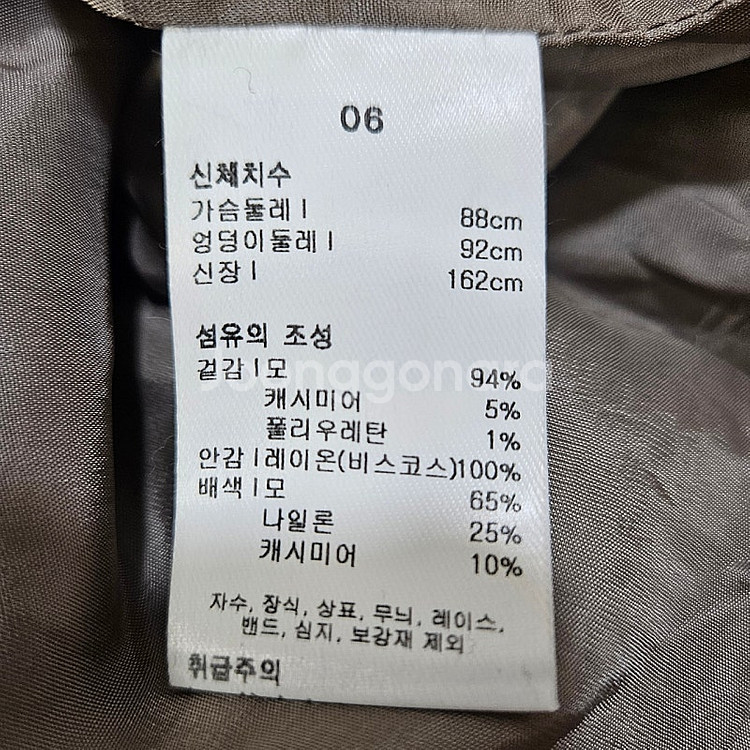 06
신체치수
가슴둘레 | 88cm
엉덩이둘레 | 92cm
신장 | 162cm
섬유의 조성
겉감 | 모 94%
캐시미어 5%
폴리우레탄 1%
안감 | 레이온(비스코스)100%
배색 | 모 65%
나일론 25%
캐시미어 10%
자수, 장식, 상표, 무늬, 레이스,
밴드, 심지, 보강재 제외
취급주의